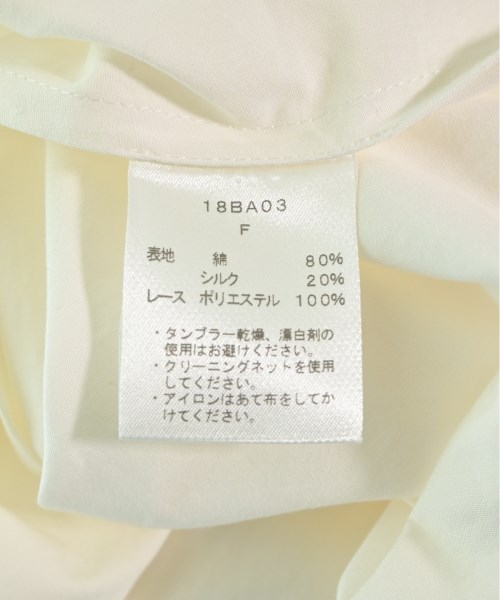 18BA03
F
表地 綿 80%
シルク 20%
レース ポリエステル 100%
・タンブラー乾燥、漂白剤の
使用はお避けください。
・クリーニングネットを使用
してください。
・アイロンはあて布をしてか
けてください。